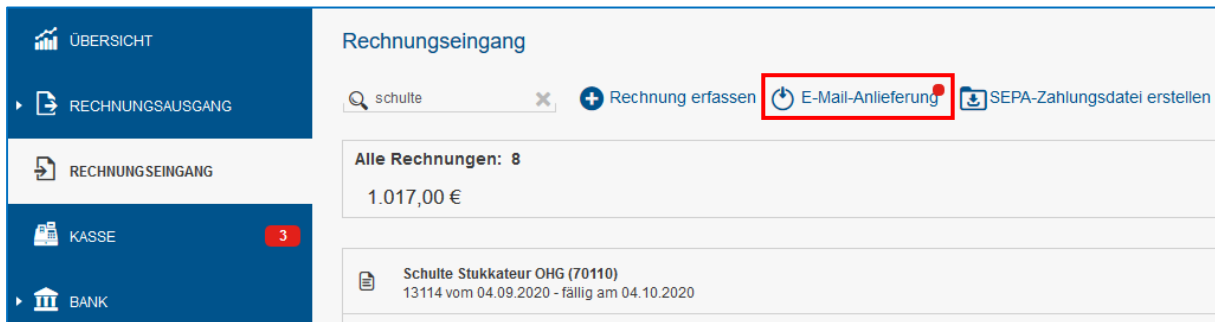 ÜBERSICHT
RECHNUNGSAUSGANG
RECHNUNGSEINGANG
KASSE 3
BANK
Rechnungseingang
schulte Rechnung erfassen E-Mail-Anlieferung SEPA-Zahlungsdatei erstellen
Alle Rechnungen: 8
1.017,00 €
Schulte Stukkateur OHG (70110)
13114 vom 04.09.2020 - fällig am 04.10.2020